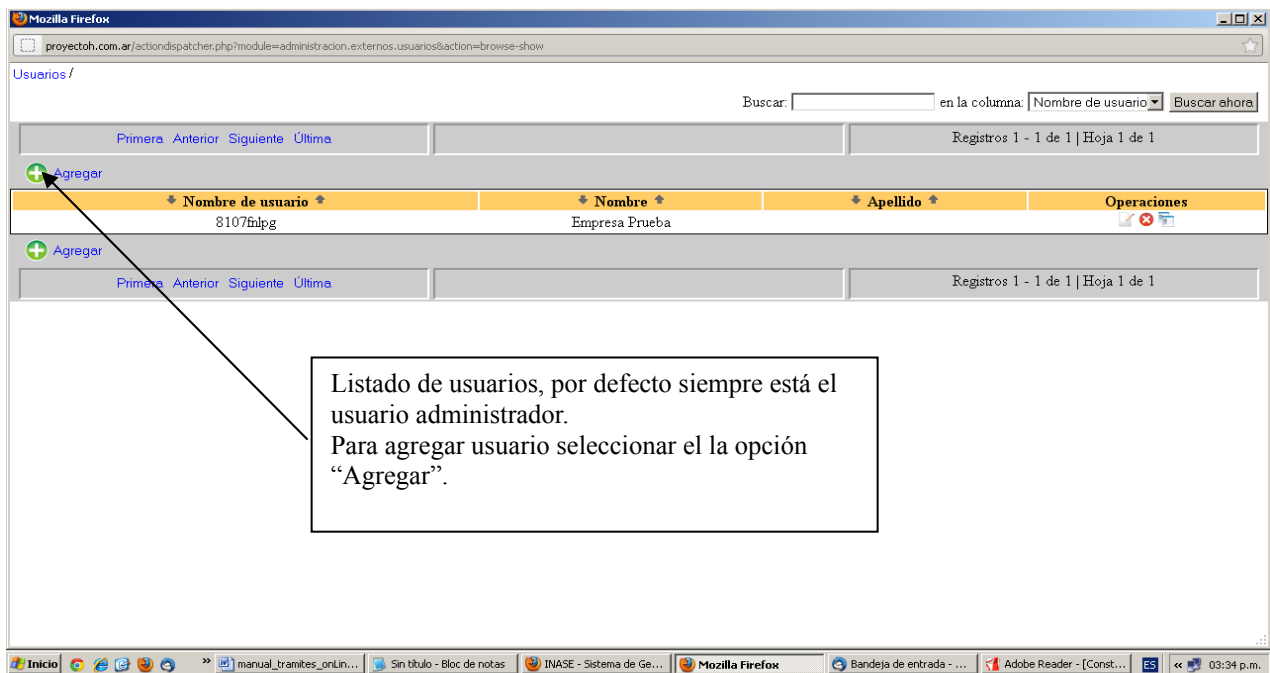 Mozilla Firefox
proyectoh.com.ar/actiondispatcher.php?module=administracion.externos.usuarios&action=browse-show
Usuarios /
Buscar: en la columna: Nombre de usuario Buscar ahora
Primera Anterior Siguiente Última Registros 1 - 1 de 1 | Hoja 1 de 1
Agregar
Nombre de usuario Nombre Apellido Operaciones
8107fnlpg Empresa Prueba
Agregar
Primera Anterior Siguiente Última Registros 1 - 1 de 1 | Hoja 1 de 1
Listado de usuarios, por defecto siempre está el
usuario administrador.
Para agregar usuario seleccionar el la opción
“Agregar”.
Inicio » manual_tramites_onLin... Sin título - Bloc de notas INASE - Sistema de Ge... Mozilla Firefox Bandeja de entrada - ... Adobe Reader - [Const... ES « 03:34 p.m.